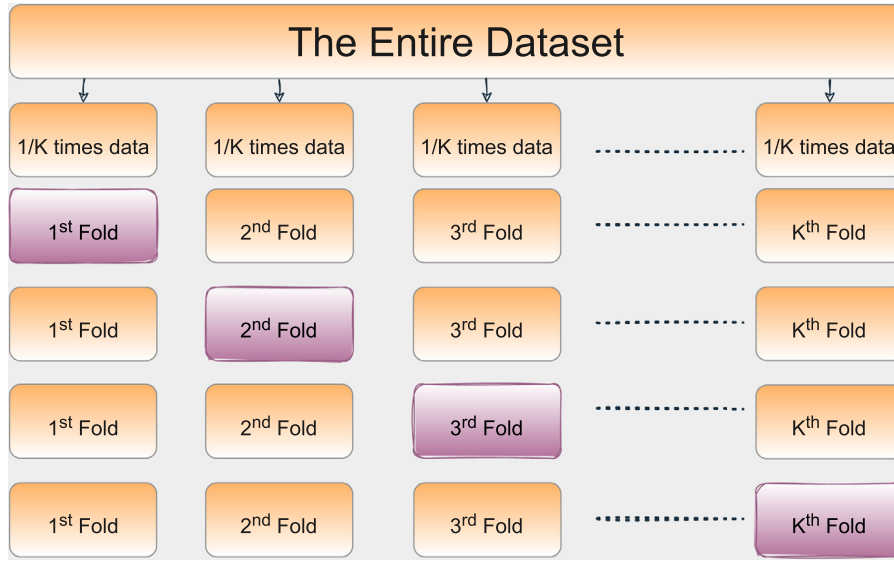 The Entire Dataset
1/K times data 1/K times data 1/K times data 1/K times data
1st Fold 2nd Fold 3rd Fold Kth Fold
1st Fold 2nd Fold 3rd Fold Kth Fold
1st Fold 2nd Fold 3rd Fold Kth Fold
1st Fold 2nd Fold 3rd Fold Kth Fold